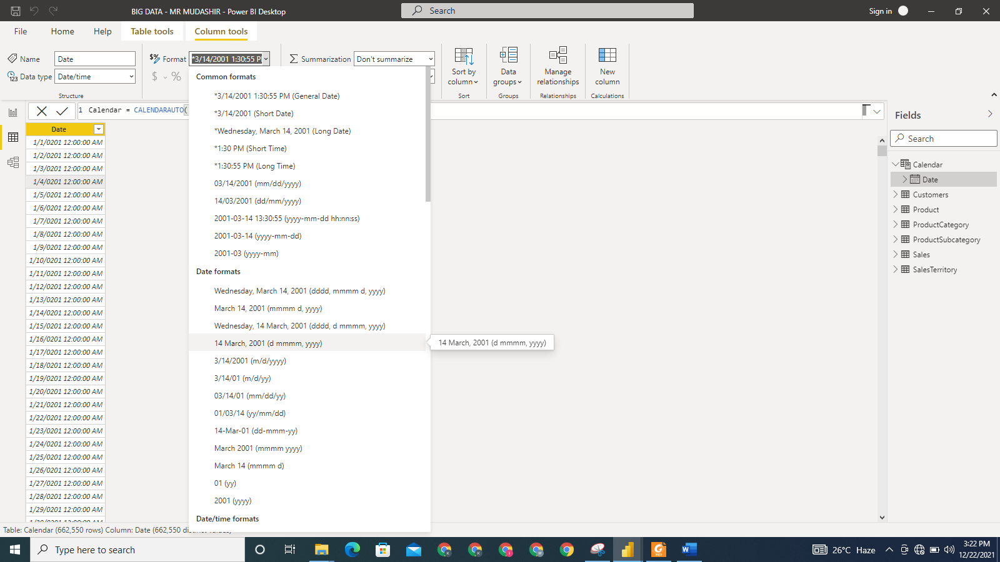 BIG DATA - MR MUDASHIR - Power BI Desktop
Search
Sign in
File
Home
Help
Table tools
Column tools
Name
Date
Data type
Date/time
Structure
Format
*3/14/2001 1:30:55 P
$
%
Summarization
Don't summarize
Sort by
column
Sort
Data
groups
Groups
Manage
relationships
Relationships
New
column
Calculations
1 Calendar = CALENDARAUTO(
Common formats
*3/14/2001 1:30:55 PM (General Date)
*3/14/2001 (Short Date)
*Wednesday, March 14, 2001 (Long Date)
*1:30 PM (Short Time)
*1:30:55 PM (Long Time)
03/14/2001 (mm/dd/yyyy)
14/03/2001 (dd/mm/yyyy)
2001-03-14 13:30:55 (yyyy-mm-dd hh:nn:ss)
2001-03-14 (yyyy-mm-dd)
2001-03 (yyyy-mm)
Date formats
Wednesday, March 14, 2001 (dddd, mmmm d, yyyy)
March 14, 2001 (mmmm d, yyyy)
Wednesday, 14 March, 2001 (dddd, d mmmm, yyyy)
14 March, 2001 (d mmmm, yyyy)
14 March, 2001 (d mmmm, yyyy)
3/14/2001 (m/d/yyyy)
3/14/01 (m/d/yy)
03/14/01 (mm/dd/yy)
01/03/14 (yy/mm/dd)
14-Mar-01 (dd-mmm-yy)
March 2001 (mmmm yyyy)
March 14 (mmmm d)
01 (yy)
2001 (yyyy)
Date/time formats
Date
1/1/0201 12:00:00 AM
1/2/0201 12:00:00 AM
1/3/0201 12:00:00 AM
1/4/0201 12:00:00 AM
1/5/0201 12:00:00 AM
1/6/0201 12:00:00 AM
1/7/0201 12:00:00 AM
1/8/0201 12:00:00 AM
1/9/0201 12:00:00 AM
1/10/0201 12:00:00 AM
1/11/0201 12:00:00 AM
1/12/0201 12:00:00 AM
1/13/0201 12:00:00 AM
1/14/0201 12:00:00 AM
1/15/0201 12:00:00 AM
1/16/0201 12:00:00 AM
1/17/0201 12:00:00 AM
1/18/0201 12:00:00 AM
1/19/0201 12:00:00 AM
1/20/0201 12:00:00 AM
1/21/0201 12:00:00 AM
1/22/0201 12:00:00 AM
1/23/0201 12:00:00 AM
1/24/0201 12:00:00 AM
1/25/0201 12:00:00 AM
1/26/0201 12:00:00 AM
1/27/0201 12:00:00 AM
1/28/0201 12:00:00 AM
1/29/0201 12:00:00 AM
Fields
Search
Calendar
Date
Customers
Product
ProductCategory
ProductSubcategory
Sales
SalesTerritory
Table: Calendar (662,550 rows) Column: Date (662,550
Type here to search
26°C Haze
3:22 PM
12/22/2021